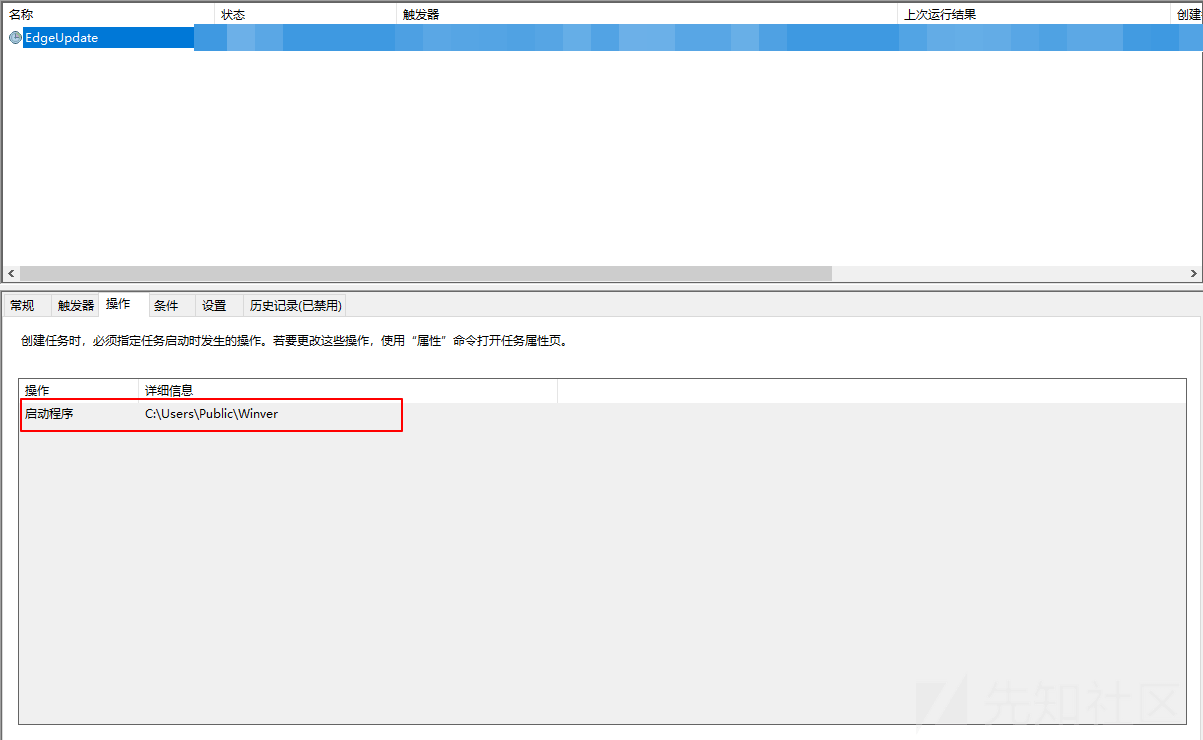 名称 状态 触发器 上次运行结果 创建
EdgeUpdate
常规 触发器 操作 条件 设置 历史记录(已禁用)
创建任务时，必须指定任务启动时发生的操作。若要更改这些操作，使用“属性”命令打开任务属性页。
操作 详细信息
启动程序 C:\Users\Public\Winver
先知社区